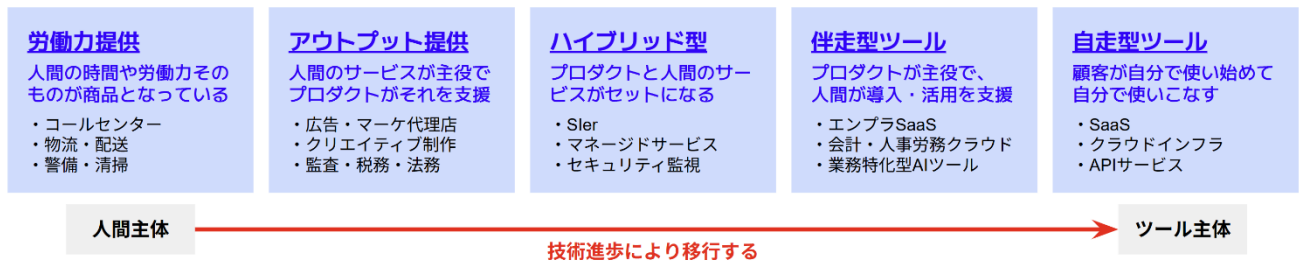 労働力提供
人間の時間や労働力その
ものが商品となっている
・コールセンター
・物流・配送
・警備・清掃
アウトプット提供
人間のサービスが主役で
プロダクトがそれを支援
・広告・マーケ代理店
・クリエイティブ制作
・監査・税務・法務
ハイブリッド型
プロダクトと人間のサー
ビスがセットになる
・SIer
・マネージドサービス
・セキュリティ監視
伴走型ツール
プロダクトが主役で、
人間が導入・活用を支援
・エンプラSaaS
・会計・人事労務クラウド
・業務特化型AIツール
自走型ツール
顧客が自分で使い始めて
自分で使いこなす
・SaaS
・クラウドインフラ
・APIサービス
人間主体
技術進歩により移行する
ツール主体